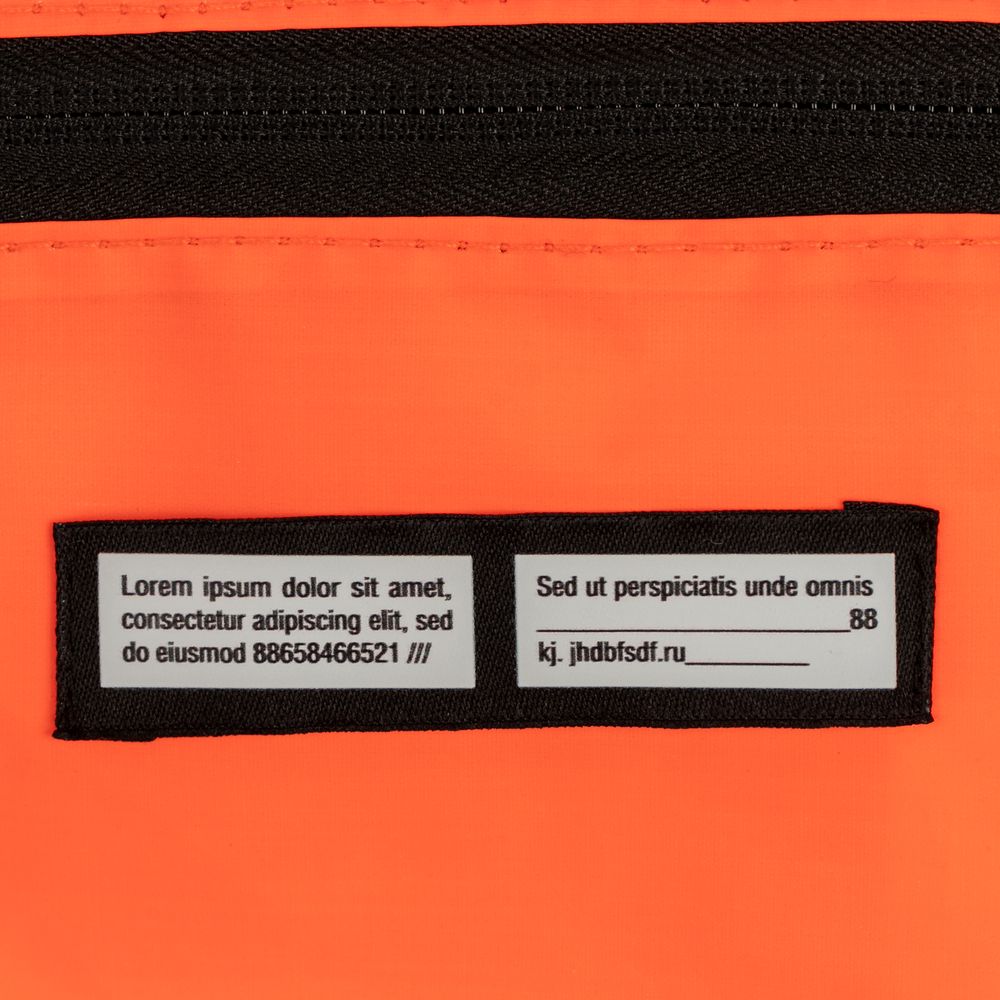 Lorem ipsum dolor sit amet,
consectetur adipiscing elit, sed
do eiusmod 88658466521 ///
Sed ut perspiciatis unde omnis
__________________________88
kj. jhdbfsdf.ru__________